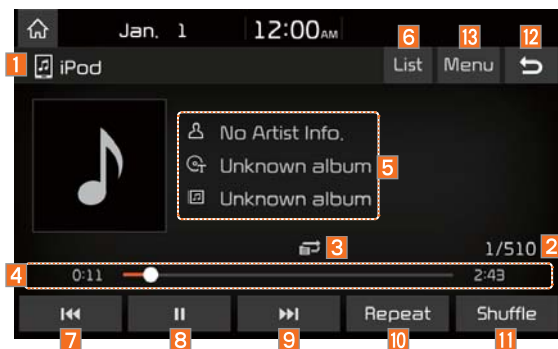 Jan. 1 12:00AM
6 13 12
1 iPod List Menu
No Artist Info.
Unknown album 5
Unknown album
3 1/510 2
4 0:11 2:43
Repeat Shuffle
7 8 9 10 11